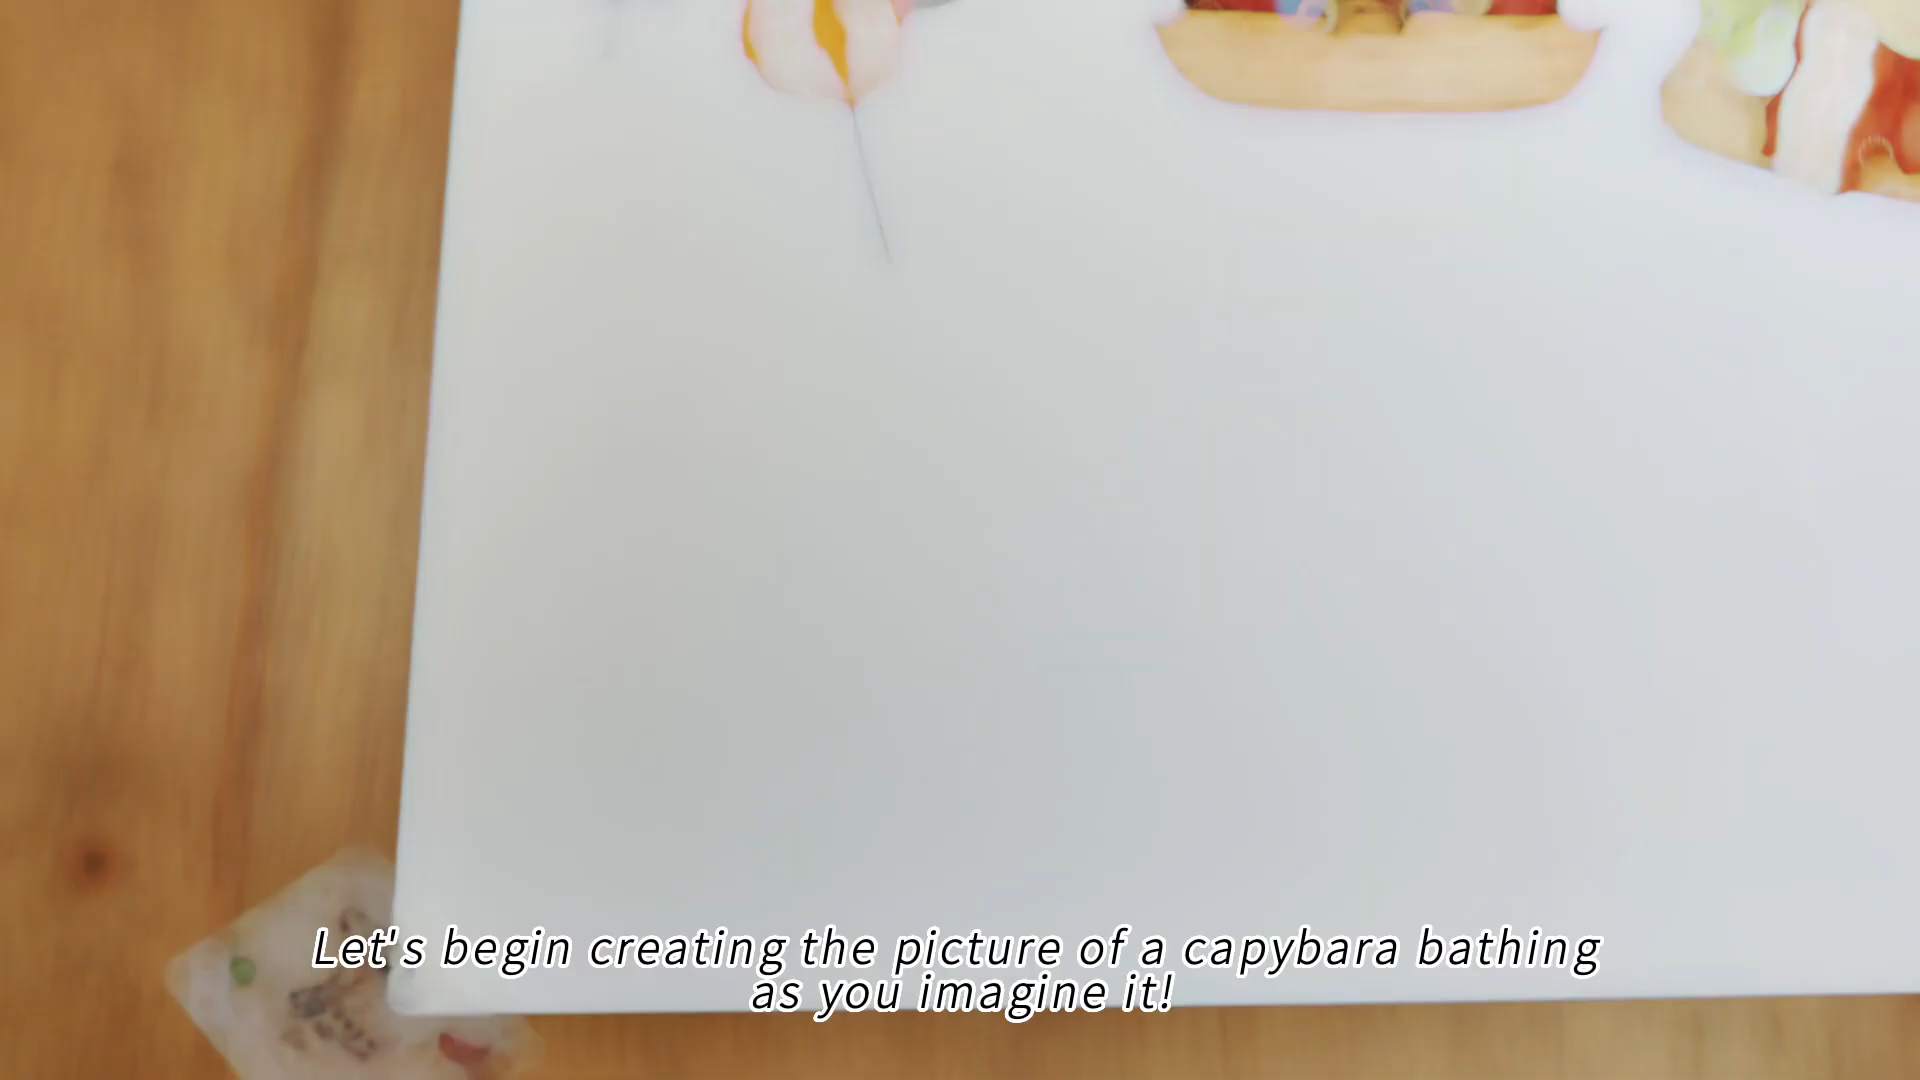 Let's begin creating the picture of a capybara bathing
as you imagine it!